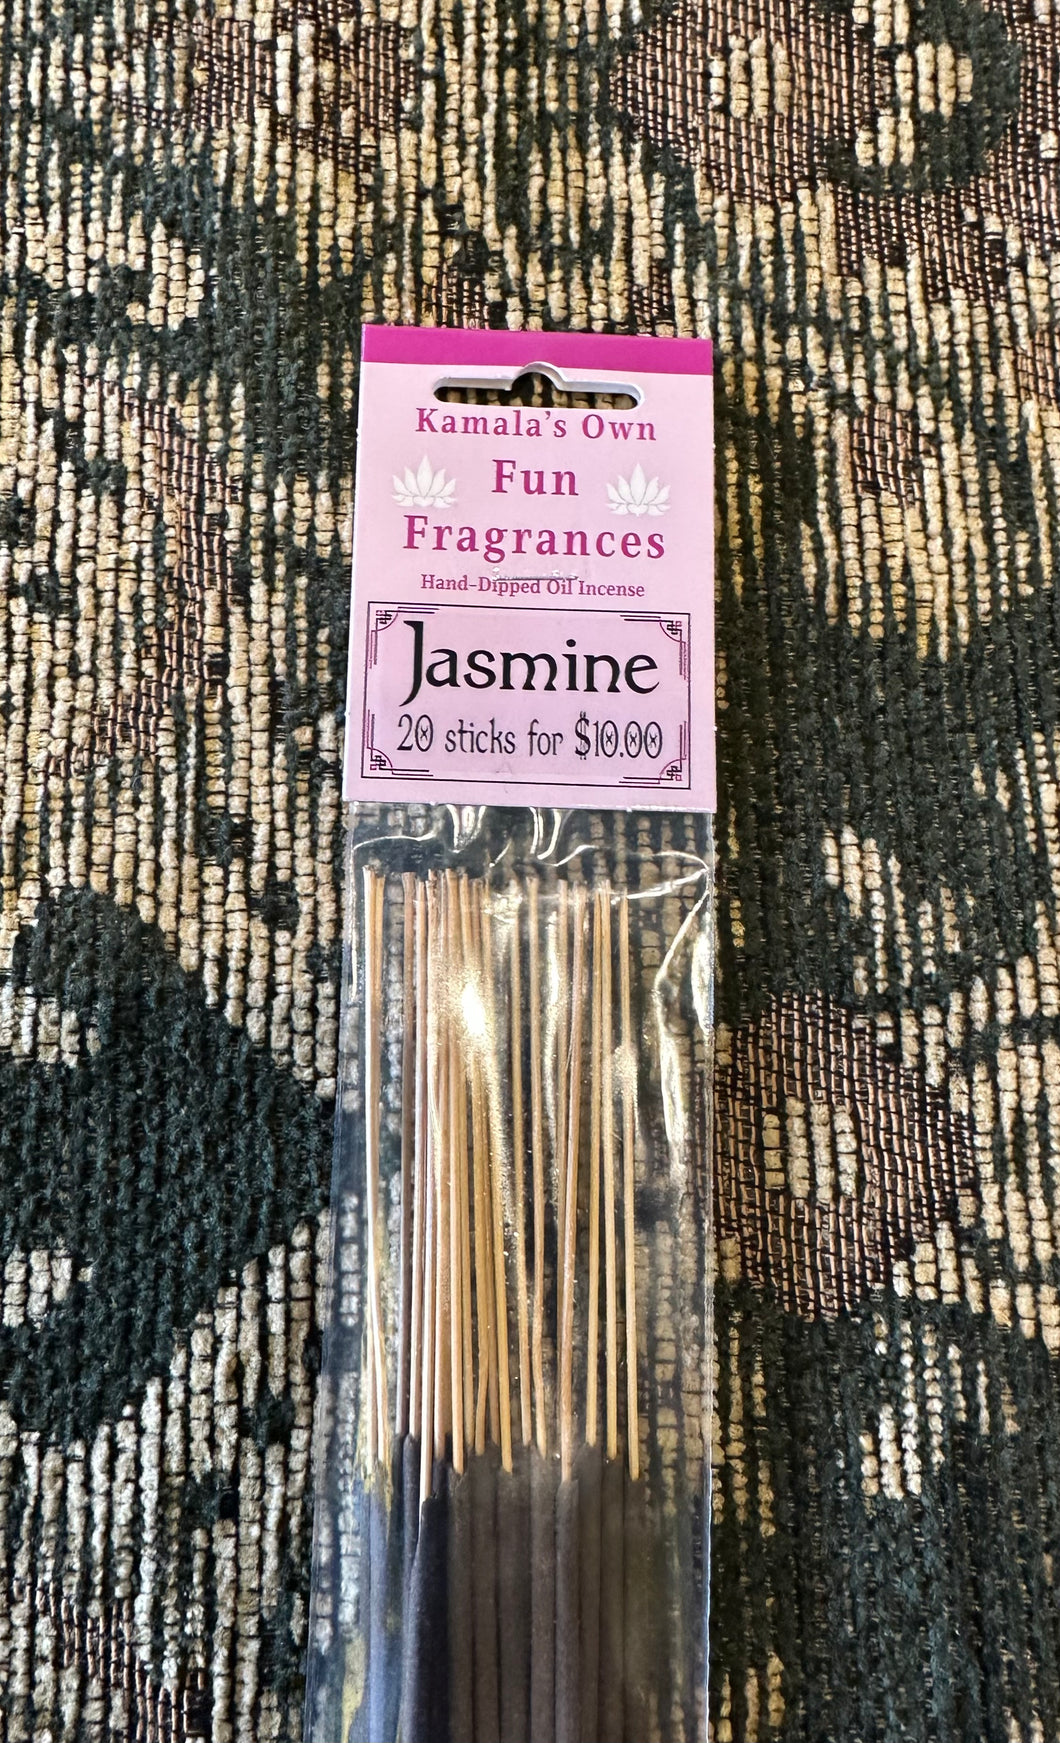 Kamala's Own
Fun
Fragrances
Hand-Dipped Oil Incense
Jasmine
20 sticks for $10.00